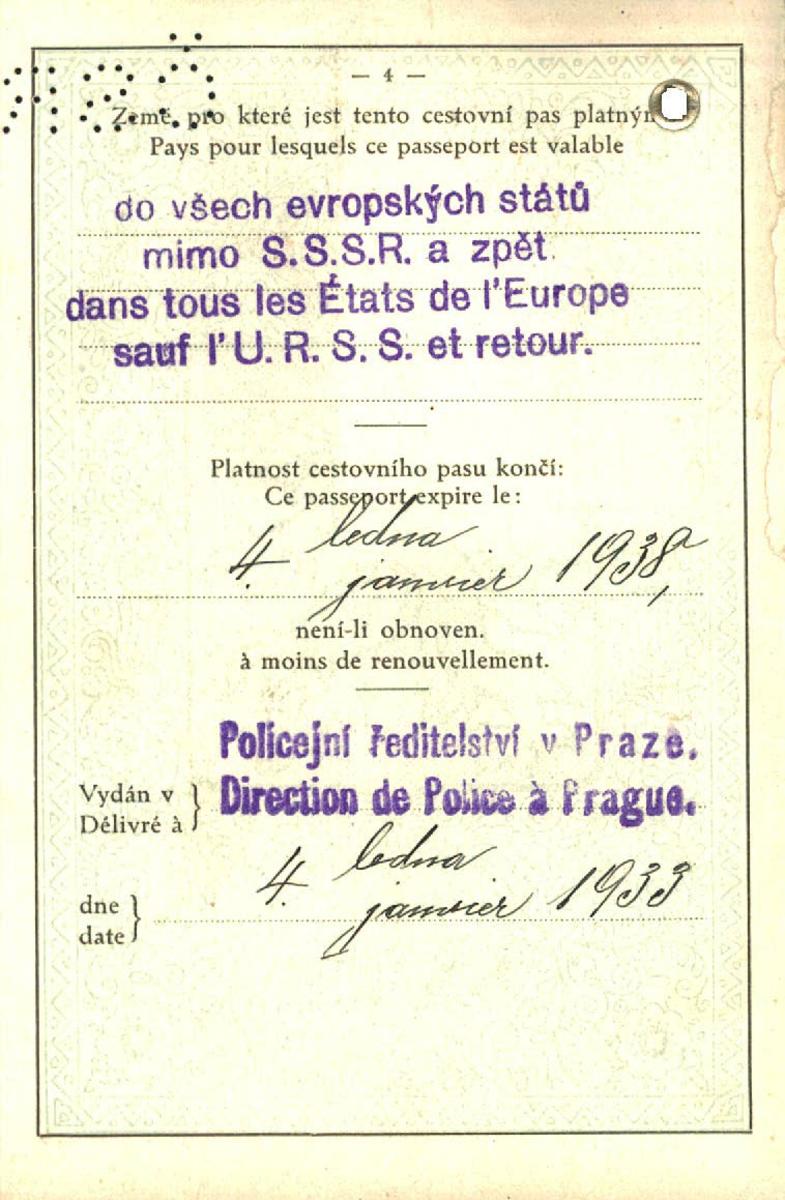 — 4 —
Země, pro které jest tento cestovní pas platným
Pays pour lesquels ce passeport est valable
do všech evropských států
mimo S.S.S.R. a zpět
dans tous les États de l'Europe
sauf l'U. R. S. S. et retour.
Platnost cestovního pasu končí:
Ce passeport expire le:
ledna
4. janvier 1938,
není-li obnoven.
à moins de renouvellement.
Policejní ředitelství v Praze.
Vydán v
Direction de Police à Prague.
Délivré à
ledna
4. janvier 1933
dne
date